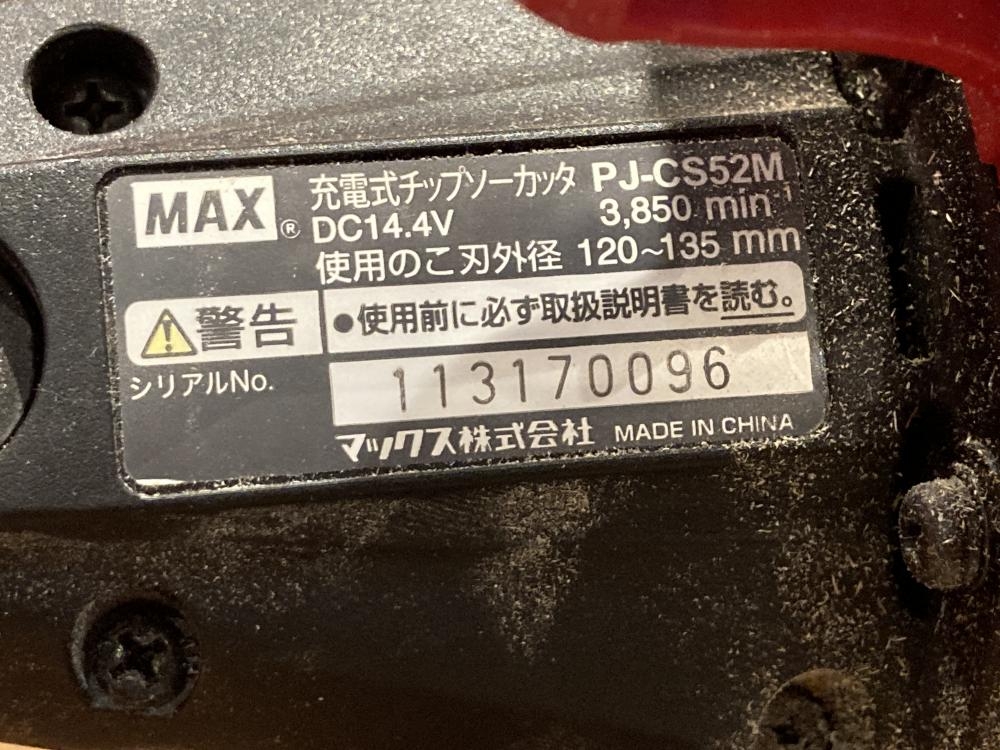 MAX® 充電式チップソーカッタ PJ-CS52M
DC14.4V 3,850 min⁻¹
使用のこ刃外径 120~135 mm
警告 ●使用前に必ず取扱説明書を読む。
シリアルNo. 113170096
マックス株式会社 MADE IN CHINA